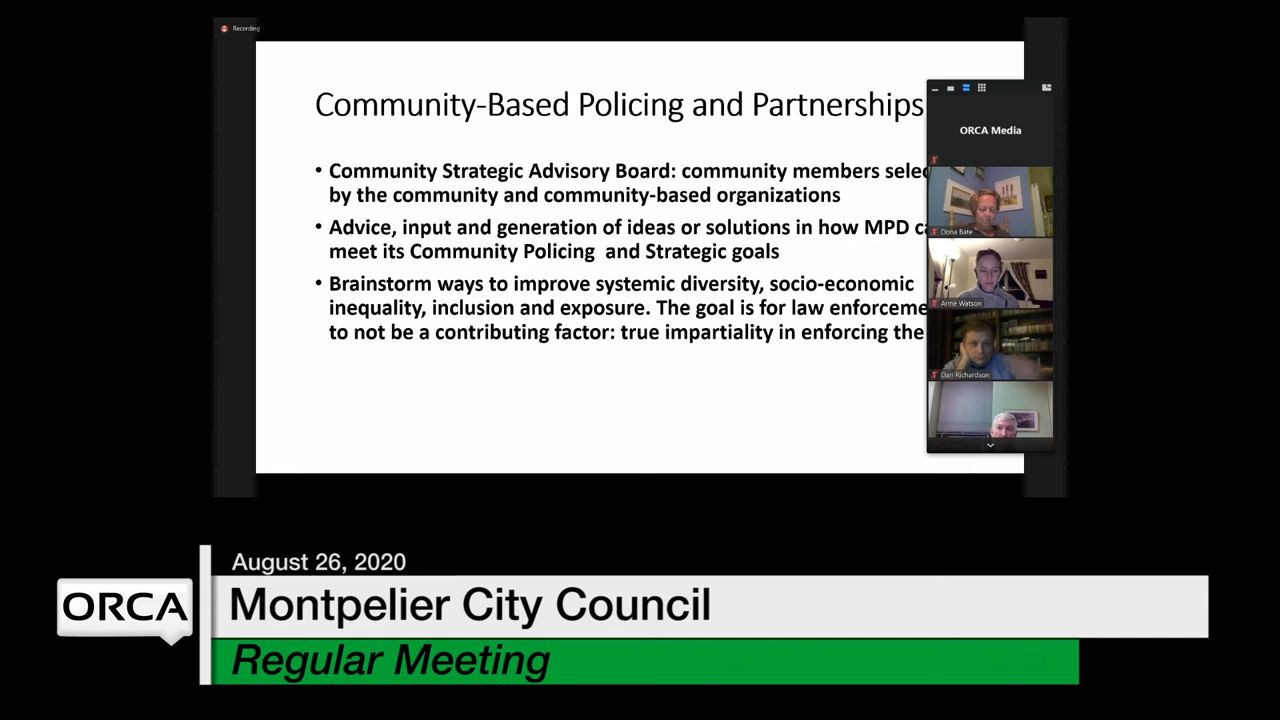 Recording
Community-Based Policing and Partnerships
• Community Strategic Advisory Board: community members
by the community and community-based organizations
• Advice, input and generation of ideas or solutions in how MPD
meet its Community Policing and Strategic goals
• Brainstorm ways to improve systemic diversity, socio-economic
inequality, inclusion and exposure. The goal is for law
to not be a contributing factor: true impartiality in enforcing the
ORCA Media
Dona Bate
Anne Watson
Dan Richardson
August 26, 2020
ORCA
Montpelier City Council
Regular Meeting